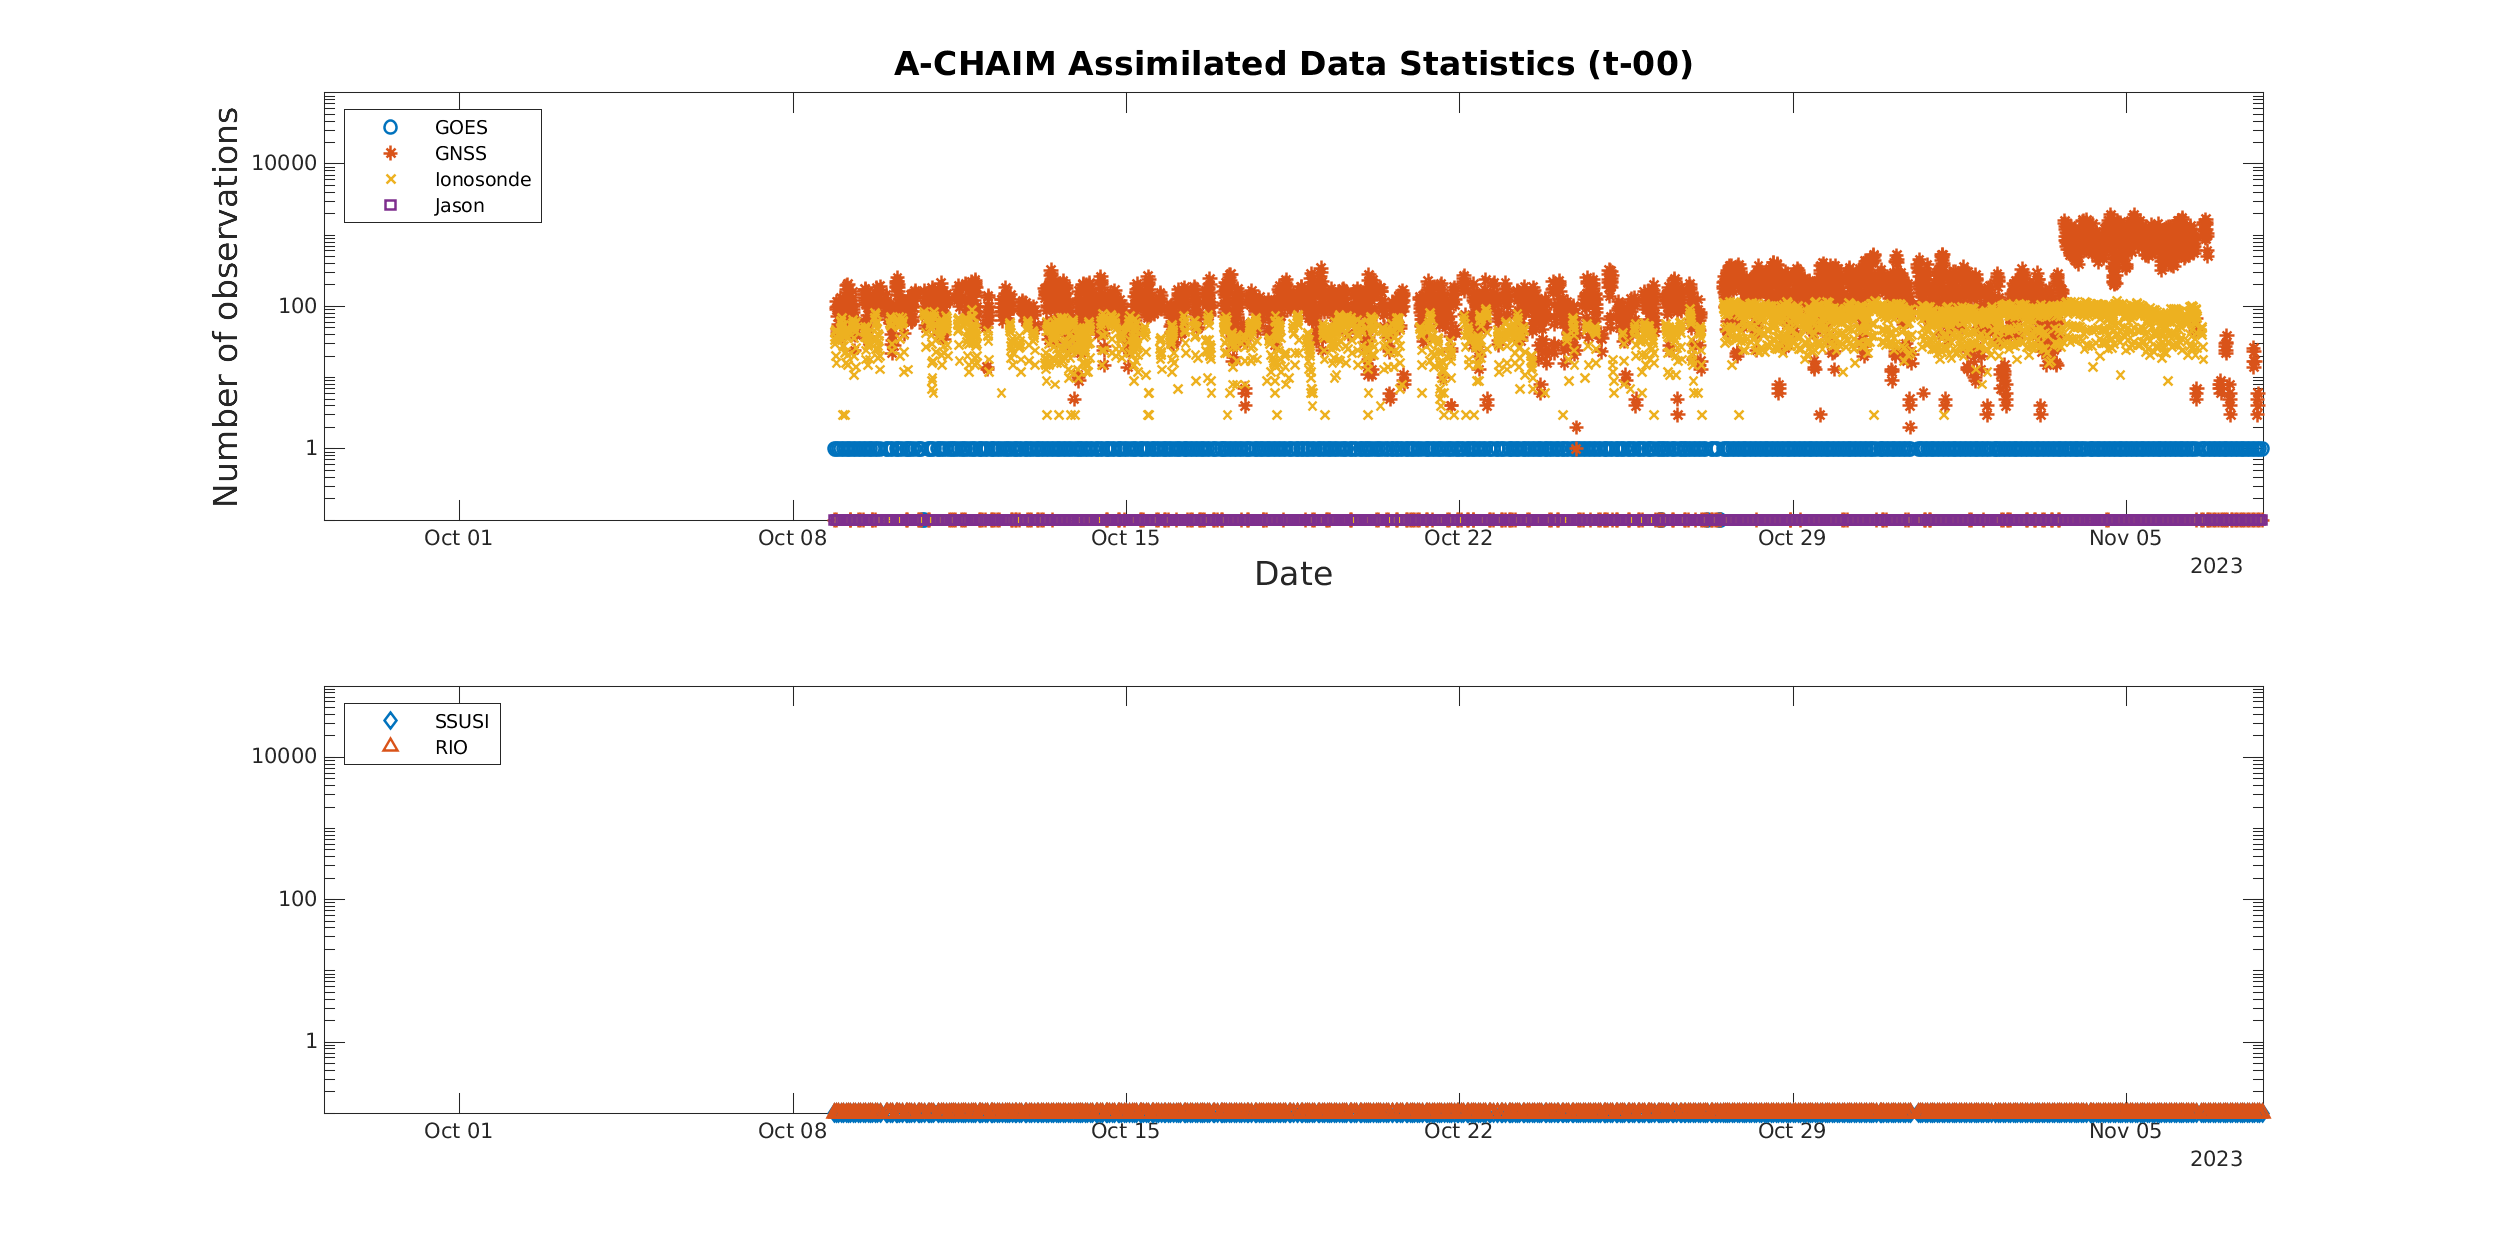 A-CHAIM Assimilated Data Statistics (t-00)
Number of observations
10000
100
1
GOES
GNSS
Ionosonde
Jason
Oct 01 Oct 08 Oct 15 Oct 22 Oct 29 Nov 05
2023
Date
10000
100
1
SSUSI
RIO
Oct 01 Oct 08 Oct 15 Oct 22 Oct 29 Nov 05
2023